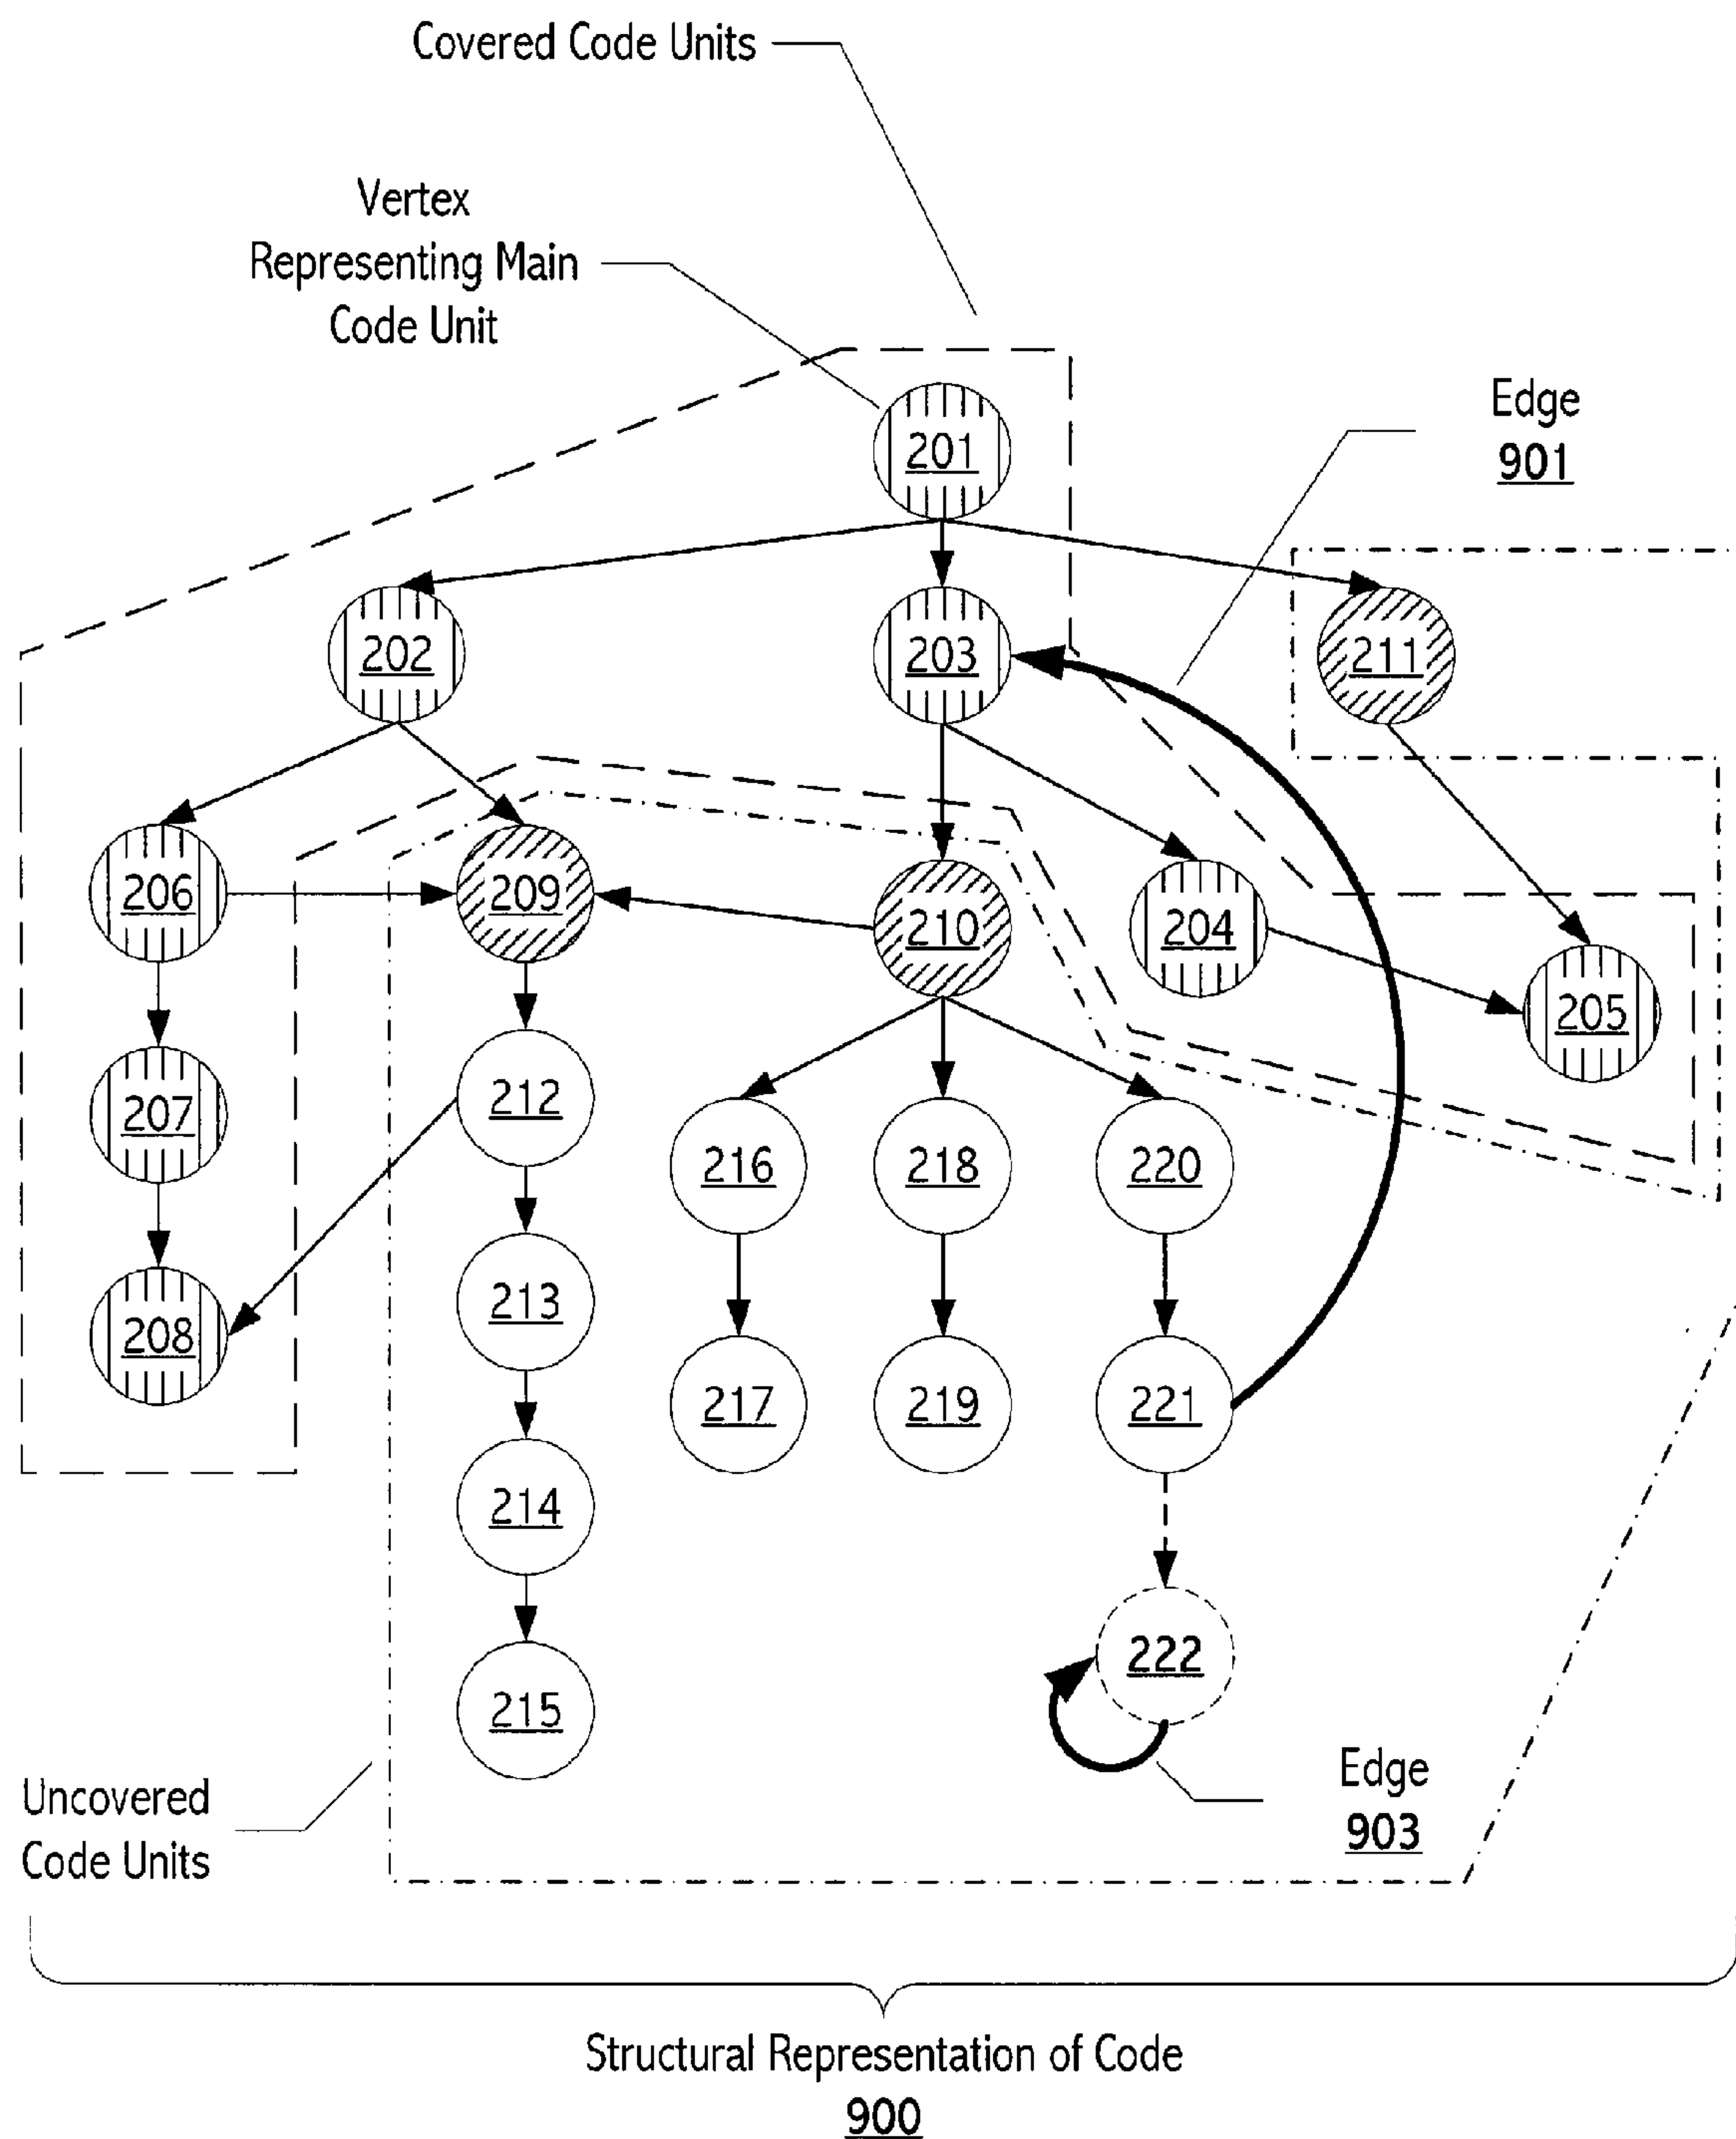 Covered Code Units
Vertex
Representing Main
Code Unit
Edge
901
201
202
203
211
206
209
210
204
205
207
212
216
218
220
208
213
217
219
221
214
222
215
Edge
903
Uncovered
Code Units
Structural Representation of Code
900